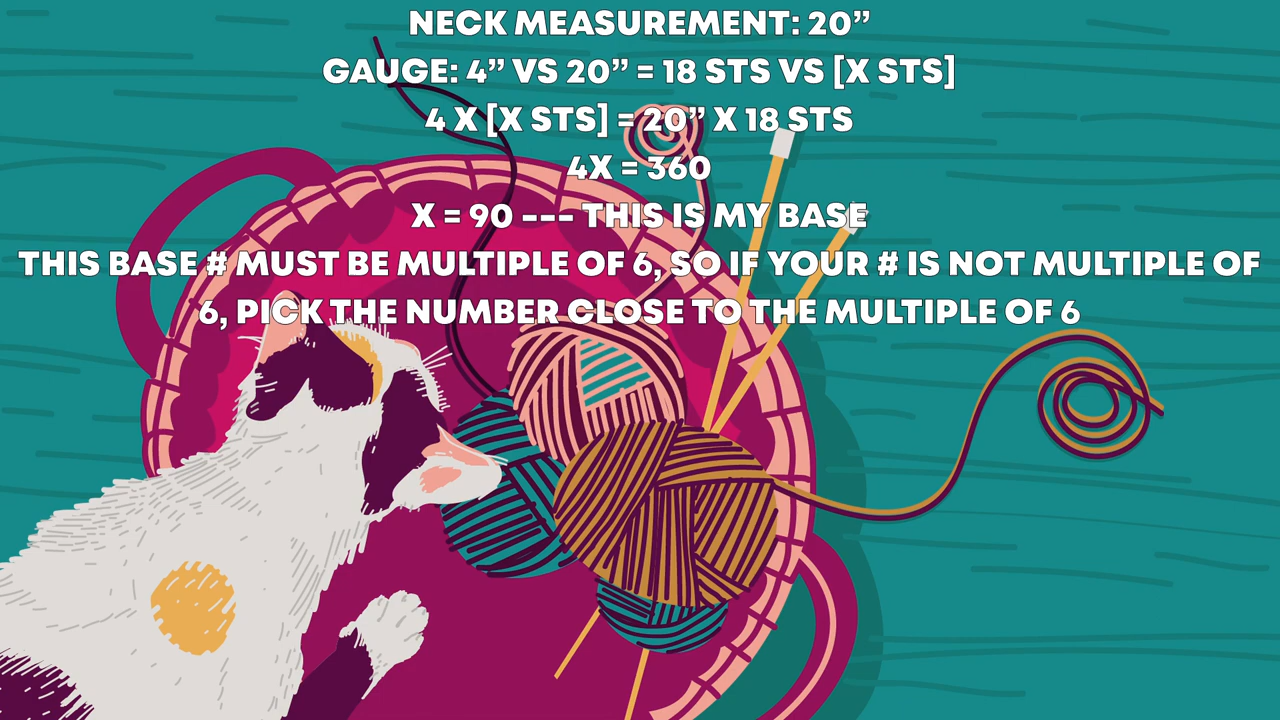 NECK MEASUREMENT: 20”
GAUGE: 4” VS 20” = 18 STS VS [X STS]
4 X [X STS] = 20” X 18 STS
4X = 360
X = 90 --- THIS IS MY BASE
THIS BASE # MUST BE MULTIPLE OF 6, SO IF YOUR # IS NOT MULTIPLE OF
6, PICK THE NUMBER CLOSE TO THE MULTIPLE OF 6